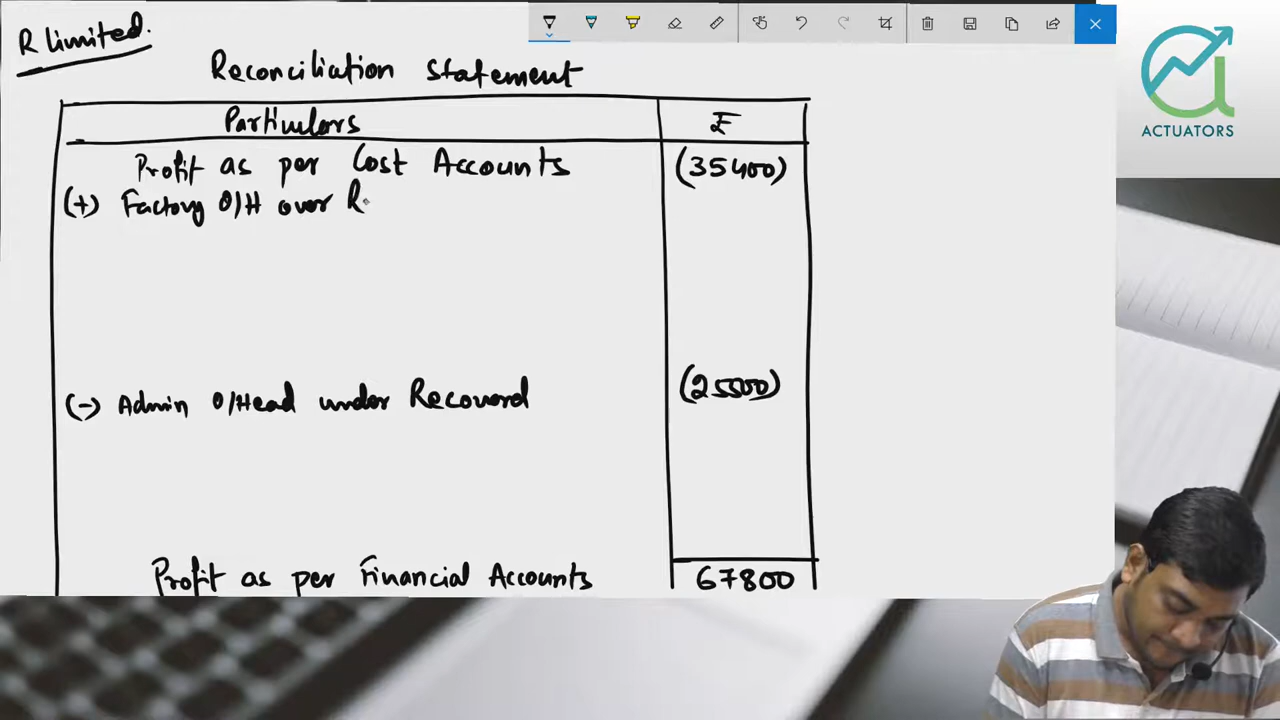 R limited.
Reconciliation Statement
Particulars ₹
Profit as per Cost Accounts (35400)
(+) Factory O/H over R
(-) Admin O/Head under Recovered (25500)
Profit as per Financial Accounts 67800
ACTUATORS